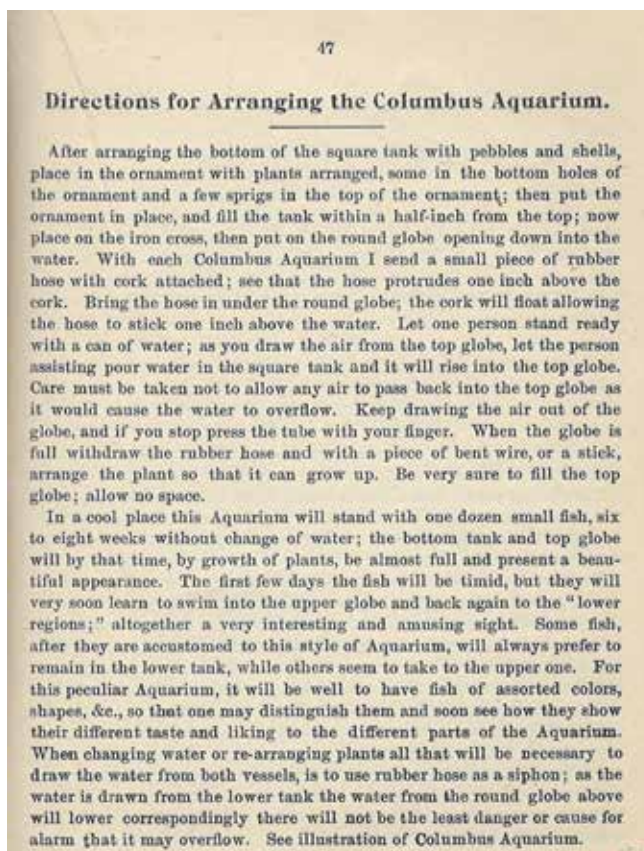 47
Directions for Arranging the Columbus Aquarium.
After arranging the bottom of the square tank with pebbles and shells,
place in the ornament with plants arranged, some in the bottom holes of
the ornament and a few sprigs in the top of the ornament; then put the
ornament in place, and fill the tank within a half-inch from the top; now
place on the iron cross, then put on the round globe opening down into the
water. With each Columbus Aquarium I send a small piece of rubber
hose with cork attached; see that the hose protrudes one inch above the
cork. Bring the hose in under the round globe; the cork will float allowing
the hose to stick one inch above the water. Let one person stand ready
with a can of water; as you draw the air from the top globe, let the person
assisting pour water in the square tank and it will rise into the top globe.
Care must be taken not to allow any air to pass back into the top globe as
it would cause the water to overflow. Keep drawing the air out of the
globe, and if you stop press the tube with your finger. When the globe is
full withdraw the rubber hose and with a piece of bent wire, or a stick,
arrange the plant so that it can grow up. Be very sure to fill the top
globe; allow no space.
In a cool place this Aquarium will stand with one dozen small fish, six
to eight weeks without change of water; the bottom tank and top globe
will by that time, by growth of plants, be almost full and present a beau-
tiful appearance. The first few days the fish will be timid, but they will
very soon learn to swim into the upper globe and back again to the "lower
regions;" altogether a very interesting and amusing sight. Some fish,
after they are accustomed to this style of Aquarium, will always prefer to
remain in the lower tank, while others seem to take to the upper one. For
this peculiar Aquarium, it will be well to have fish of assorted colors,
shapes, &c., so that one may distinguish them and soon see how they show
their different taste and liking to the different parts of the Aquarium.
When changing water or re-arranging plants all that will be necessary to
draw the water from both vessels, is to use rubber hose as a siphon; as the
water is drawn from the lower tank the water from the round globe above
will lower correspondingly there will not be the least danger or cause for
alarm that it may overflow. See illustration of Columbus Aquarium.